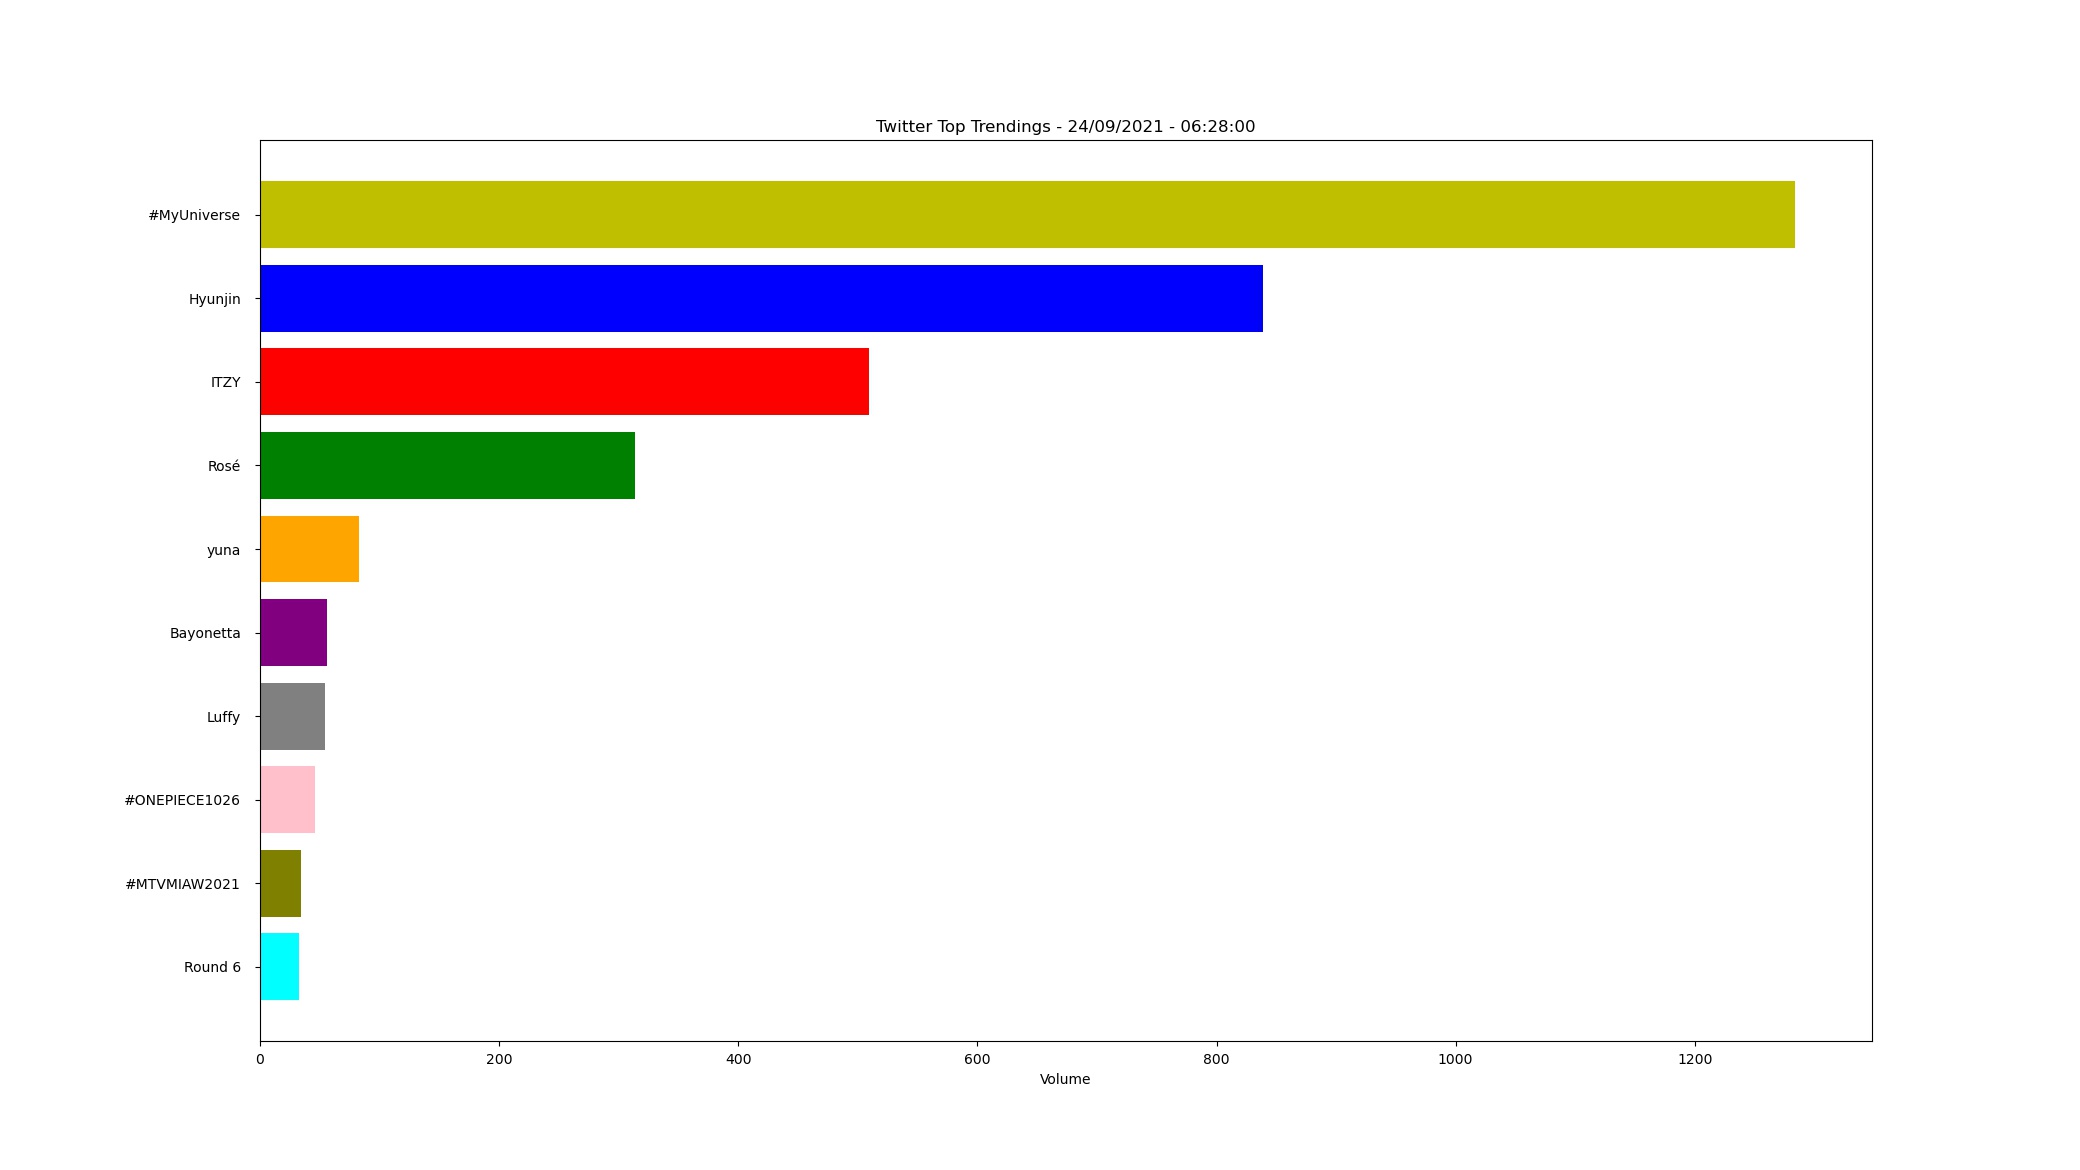 Twitter Top Trendings - 24/09/2021 - 06:28:00
#MyUniverse
Hyunjin
ITZY
Rosé
yuna
Bayonetta
Luffy
#ONEPIECE1026
#MTVMIAW2021
Round 6
0 200 400 600 800 1000 1200
Volume